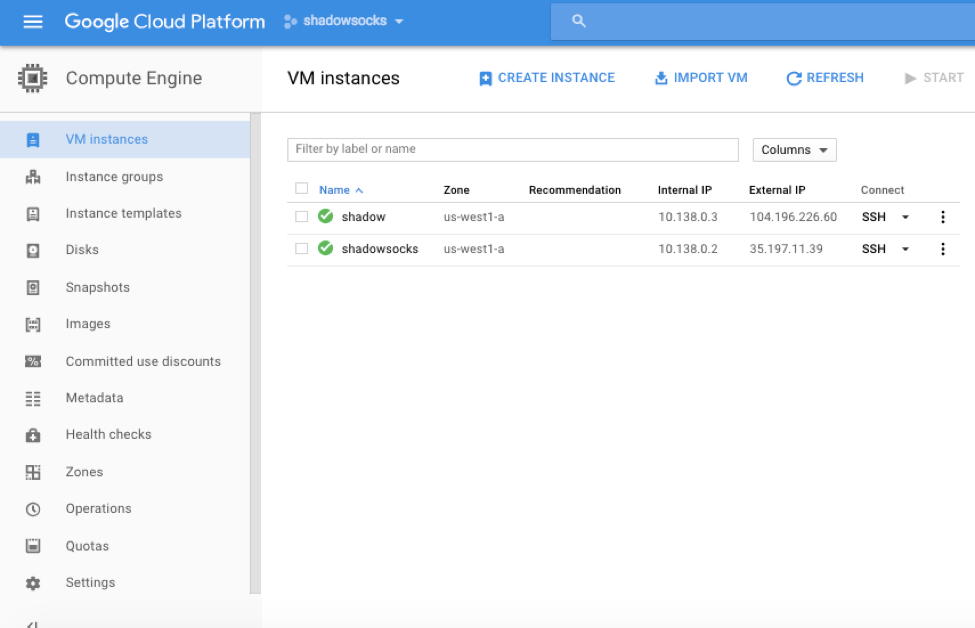 Google Cloud Platform shadowsocks
Compute Engine
VM instances CREATE INSTANCE IMPORT VM REFRESH START
VM instances
Instance groups
Instance templates
Disks
Snapshots
Images
Committed use discounts
Metadata
Health checks
Zones
Operations
Quotas
Settings
Filter by label or name Columns
Name Zone Recommendation Internal IP External IP Connect
shadow us-west1-a 10.138.0.3 104.196.226.60 SSH
shadowsocks us-west1-a 10.138.0.2 35.197.11.39 SSH